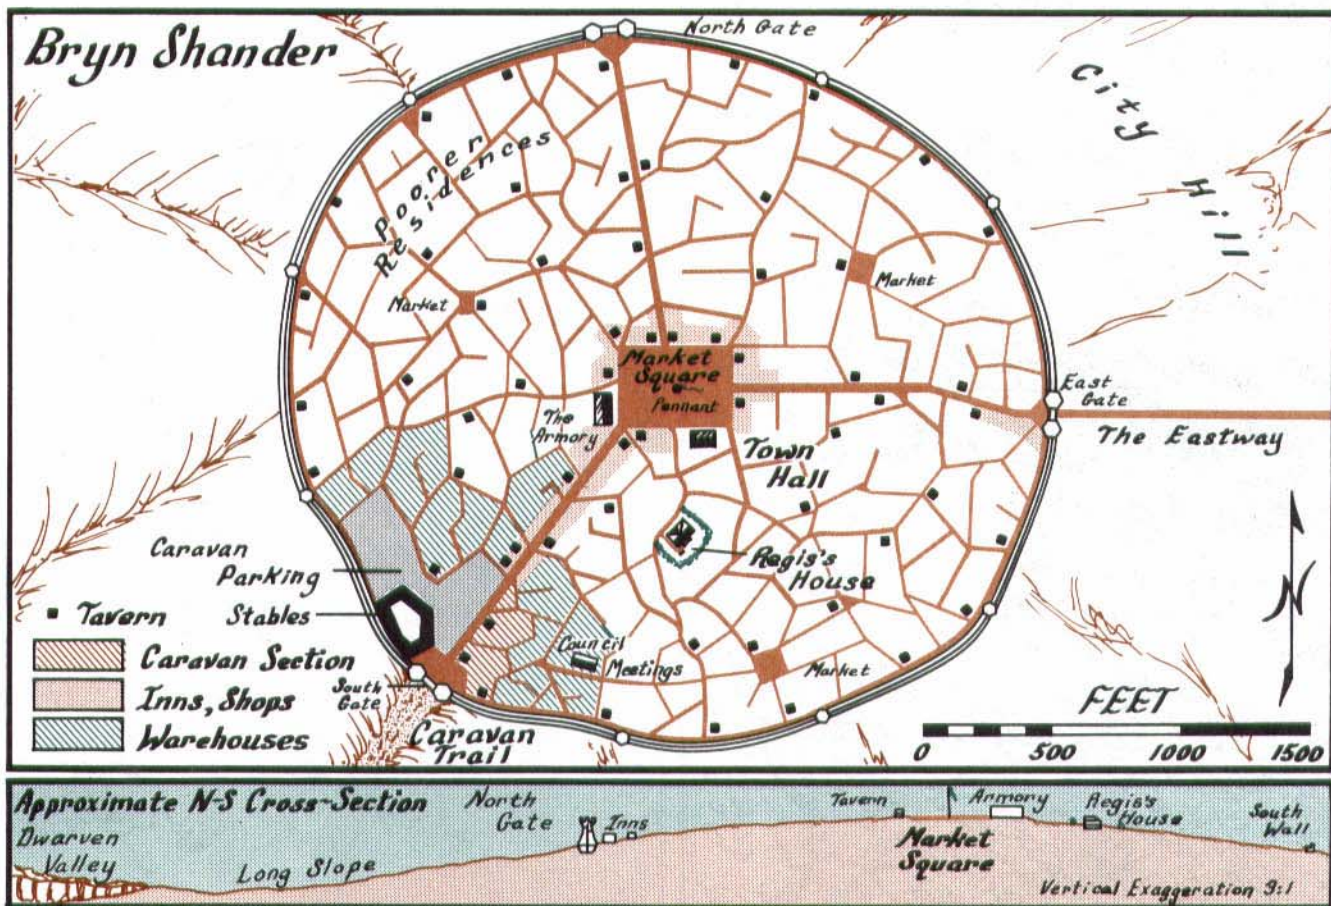 Bryn Shander
North Gate
City
Hill
Poorer
Residences
Market
Market
Market
Square
Pennant
The
Armory
East
Gate
The Eastway
Town
Hall
N
Regis's
House
Caravan
Parking
Stables
Tavern
Caravan Section
Inns, Shops
Warehouses
Council
Meetings
Market
South
Gate
Caravan
Trail
FEET
0 500 1000 1500
Approximate N-S Cross-Section
Dwarven
Valley
Long Slope
North
Gate
Inns
Tavern
Armory
Market
Square
Regis's
House
South
Wall
Vertical Exaggeration 9:1